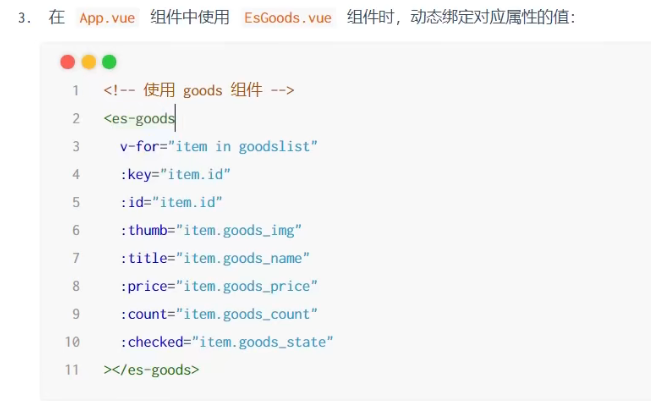 3. 在 App.vue 组件中使用 EsGoods.vue 组件时，动态绑定对应属性的值：
1 <!-- 使用 goods 组件 -->
2 <es-goods
3 v-for="item in goodslist"
4 :key="item.id"
5 :id="item.id"
6 :thumb="item.goods_img"
7 :title="item.goods_name"
8 :price="item.goods_price"
9 :count="item.goods_count"
10 :checked="item.goods_state"
11 ></es-goods>